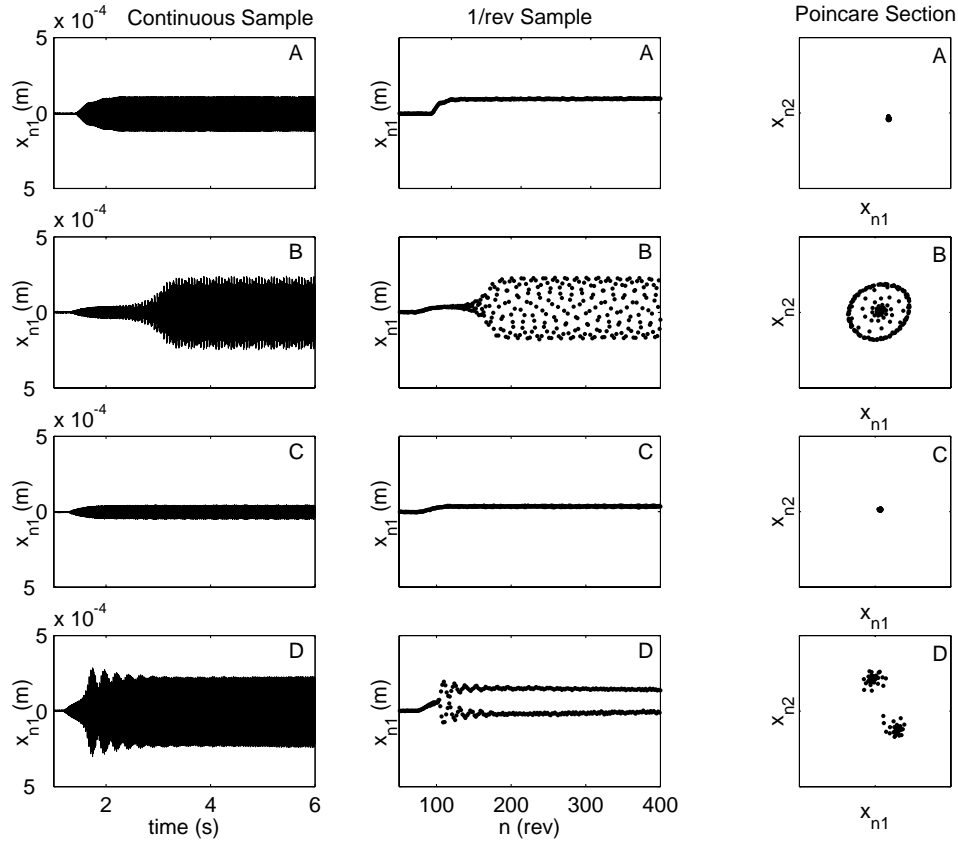 Continuous Sample
1/rev Sample
Poincare Section
x 10^-4
5
0
5
x_n1 (m)
A
x_n1 (m)
A
x_n2
x_n1
A
x 10^-4
5
0
5
x_n1 (m)
B
x_n1 (m)
B
x_n2
x_n1
B
x 10^-4
5
0
5
x_n1 (m)
C
x_n1 (m)
C
x_n2
x_n1
C
x 10^-4
5
0
5
x_n1 (m)
D
2 4 6
time (s)
x_n1 (m)
D
100 200 300 400
n (rev)
x_n2
x_n1
D